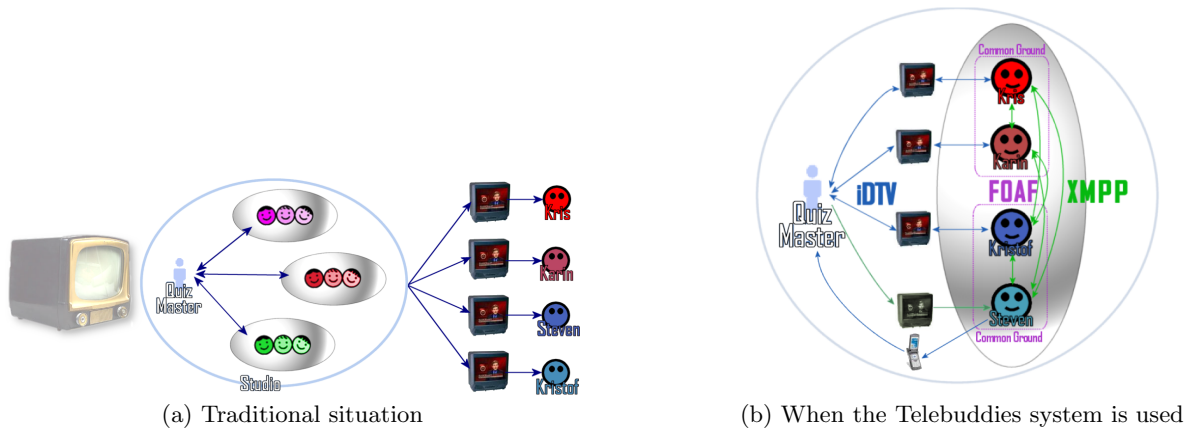 Quiz
Master
Studio
Kris
Karin
Steven
Kristof
(a) Traditional situation
Common Ground
Kris
Karin
iDTV
FOAF
XMPP
Quiz
Master
Kristof
Steven
Common Ground
(b) When the Telebuddies system is used